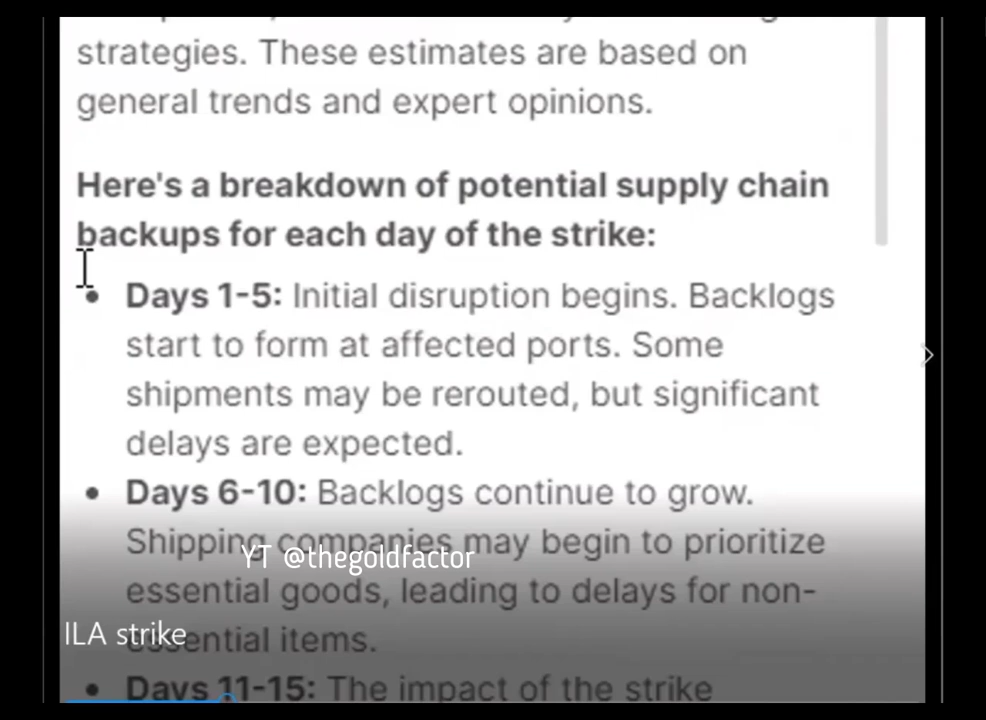 strategies. These estimates are based on
general trends and expert opinions.
Here's a breakdown of potential supply chain
backups for each day of the strike:
• Days 1-5: Initial disruption begins. Backlogs
start to form at affected ports. Some
shipments may be rerouted, but significant
delays are expected.
• Days 6-10: Backlogs continue to grow.
Shipping companies may begin to prioritize
YT @thegoldfactor
essential goods, leading to delays for non-
essential items.
ILA strike
• Days 11-15: The impact of the strike